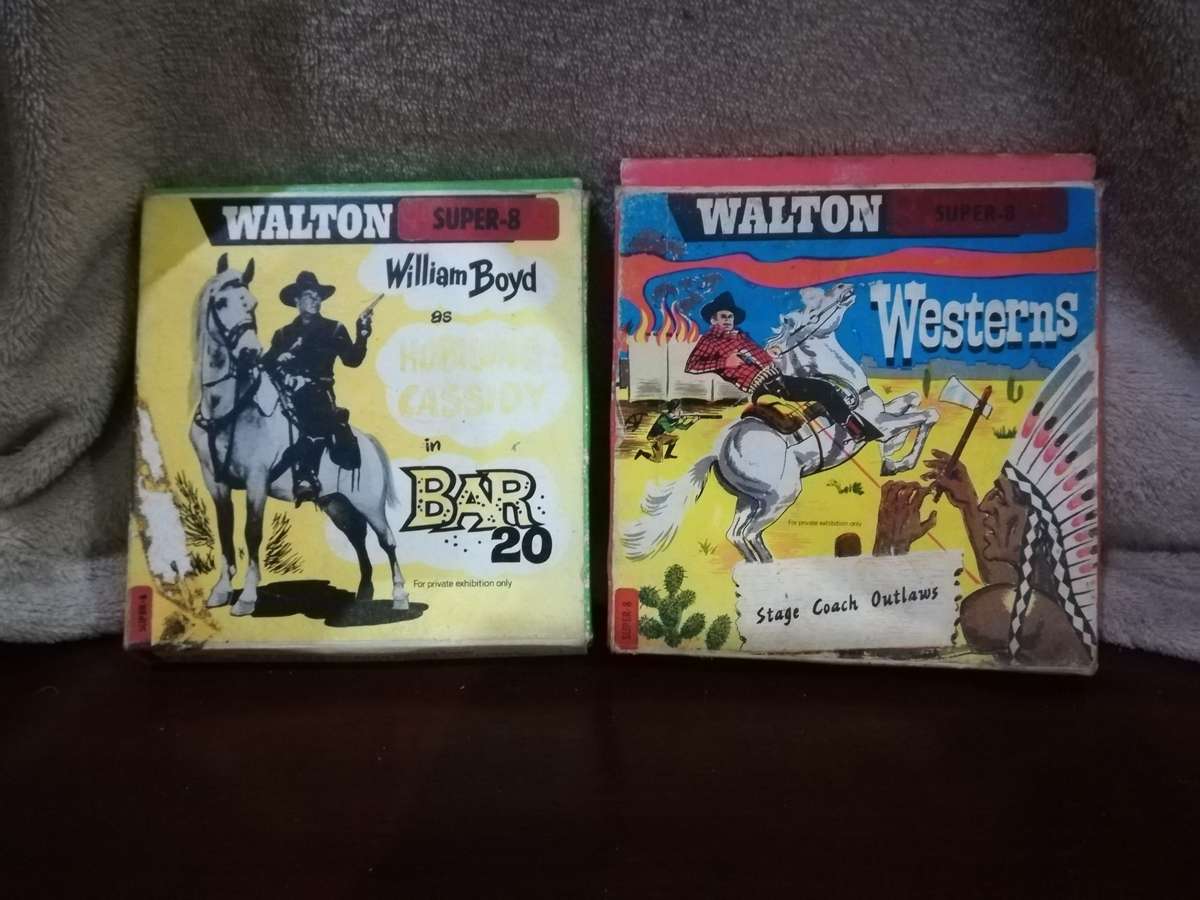 WALTON SUPER-8
William Boyd
as
HOPALONG
CASSIDY
in
BAR
20
For private exhibition only
SUPER-8
WALTON SUPER-8
Westerns
For private exhibition only
Stage Coach Outlaws
SUPER-8